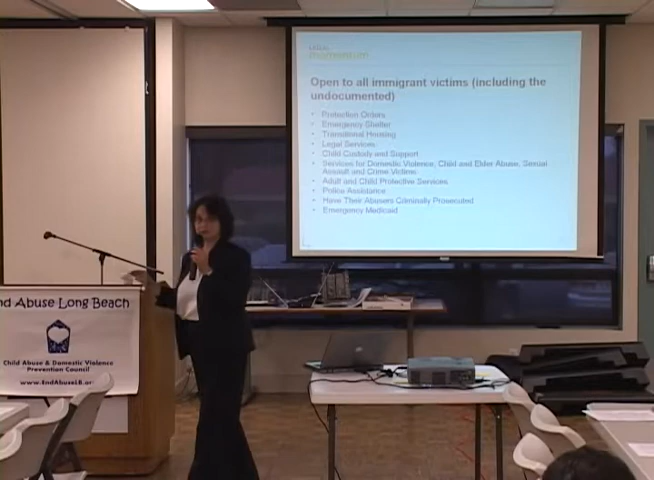 LEGAL
momentum
Open to all immigrant victims (including the
undocumented)
• Protection Orders
• Emergency Shelter
• Transitional Housing
• Legal Services
• Child Custody and Support
• Services for Domestic Violence, Child and Elder Abuse, Sexual
Assault and Crime Victims
• Adult and Child Protective Services
• Police Assistance
• Have Their Abusers Criminally Prosecuted
• Emergency Medicaid
nd Abuse Long Beach
Child Abuse & Domestic Violence
Prevention Council
www.EndAbuseLB.or